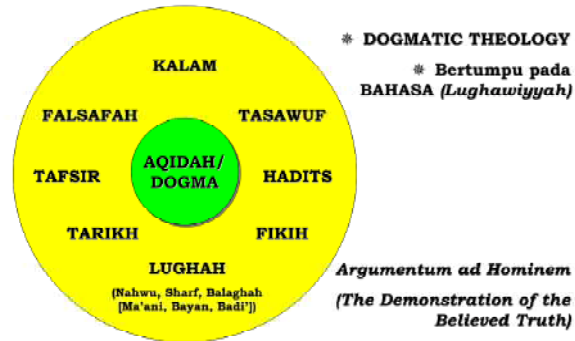 KALAM
FALSAFAH
TASAWUF
AQIDAH/
DOGMA
TAFSIR
HADITS
TARIKH
FIKIH
LUGHAH
(Nahwu, Sharf, Balaghah
[Ma'ani, Bayan, Badi'])
* DOGMATIC THEOLOGY
* Bertumpu pada
BAHASA (Lughawiyyah)
Argumentum ad Hominem
(The Demonstration of the
Believed Truth)